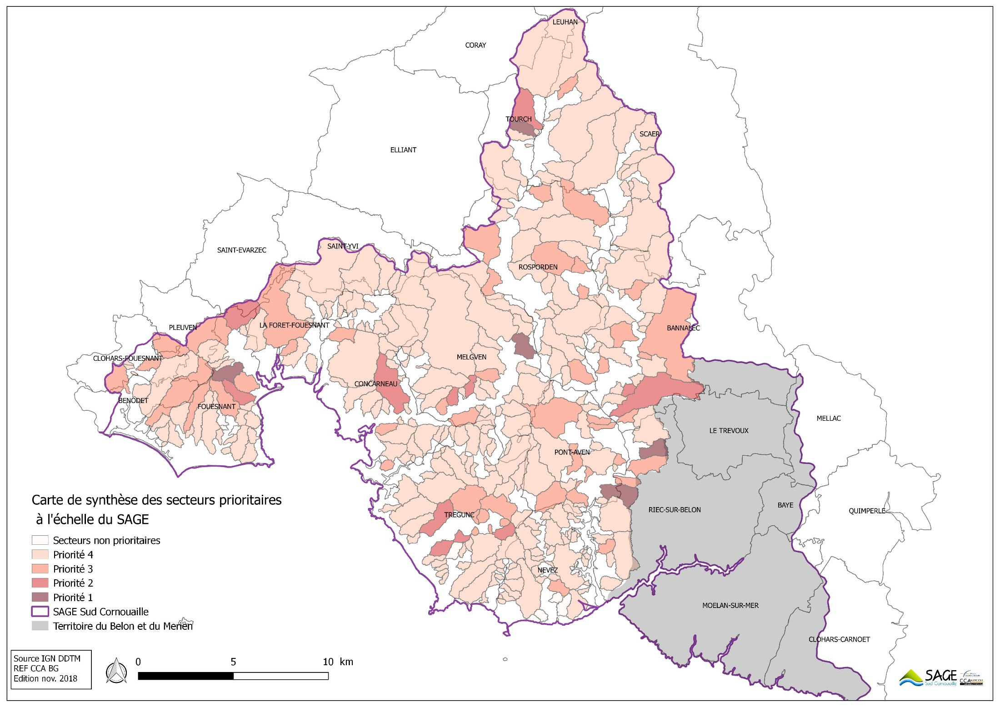 LEUHAN
CORAY
TOURCH
SCAER
ELLIANT
SAINT-YVI
SAINT-EVARZEC
ROSPORDEN
LA FORET-FOUESNANT
PLEUVEN
BANNALEC
CLOHARS-FOUESNANT
MELGVEN
CONCARNEAU
BENODET
FOUESNANT
MELLAC
LE TREVOUX
PONT-AVEN
RIEC-SUR-BELON
BAYE
QUIMPERLE
TREGUNC
NEVEZ
MOELAN-SUR-MER
CLOHARS-CARNOET
Carte de synthèse des secteurs prioritaires
à l'échelle du SAGE
Secteurs non prioritaires
Priorité 4
Priorité 3
Priorité 2
Priorité 1
SAGE Sud Cornouaille
Territoire du Belon et du Merien
Source IGN DDTM
REF CCA BG
Edition nov. 2018
0 5 10 km
SAGE
Sud Cornouaille
CCA